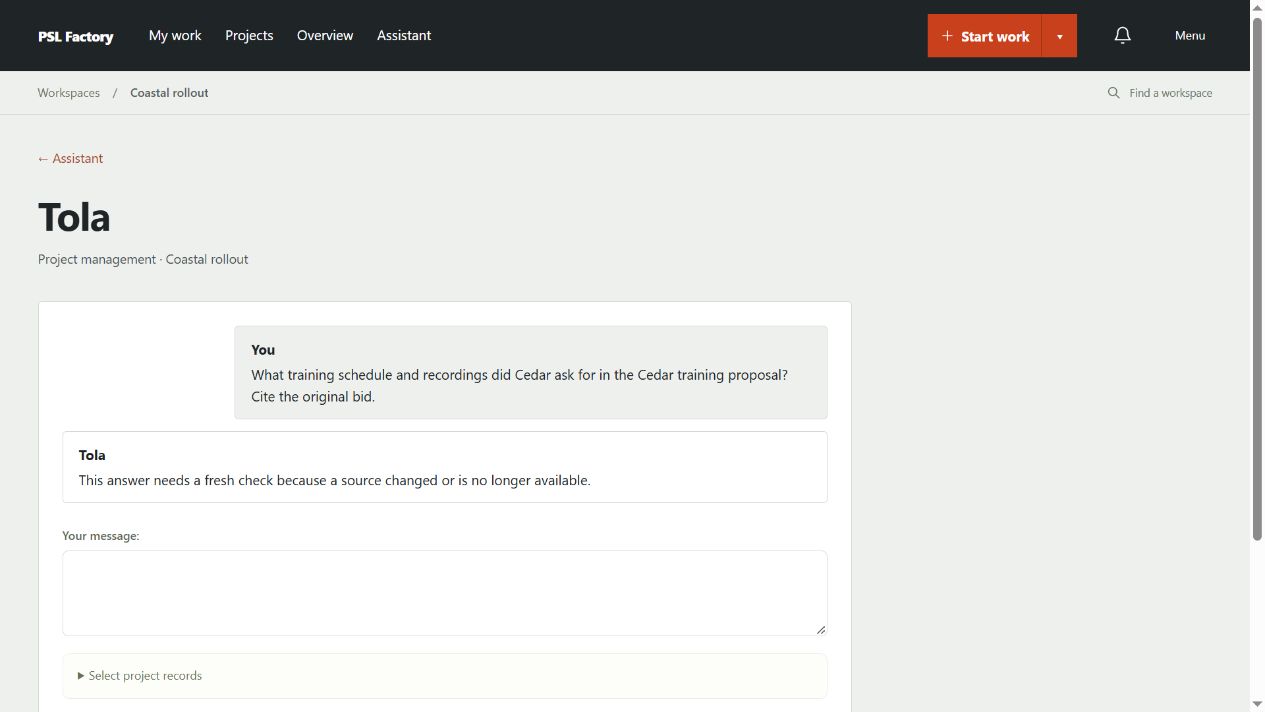 PSL Factory
My work
Projects
Overview
Assistant
+ Start work
Menu
Workspaces / Coastal rollout
Find a workspace
← Assistant
Tola
Project management · Coastal rollout
You
What training schedule and recordings did Cedar ask for in the Cedar training proposal?
Cite the original bid.
Tola
This answer needs a fresh check because a source changed or is no longer available.
Your message:
Select project records